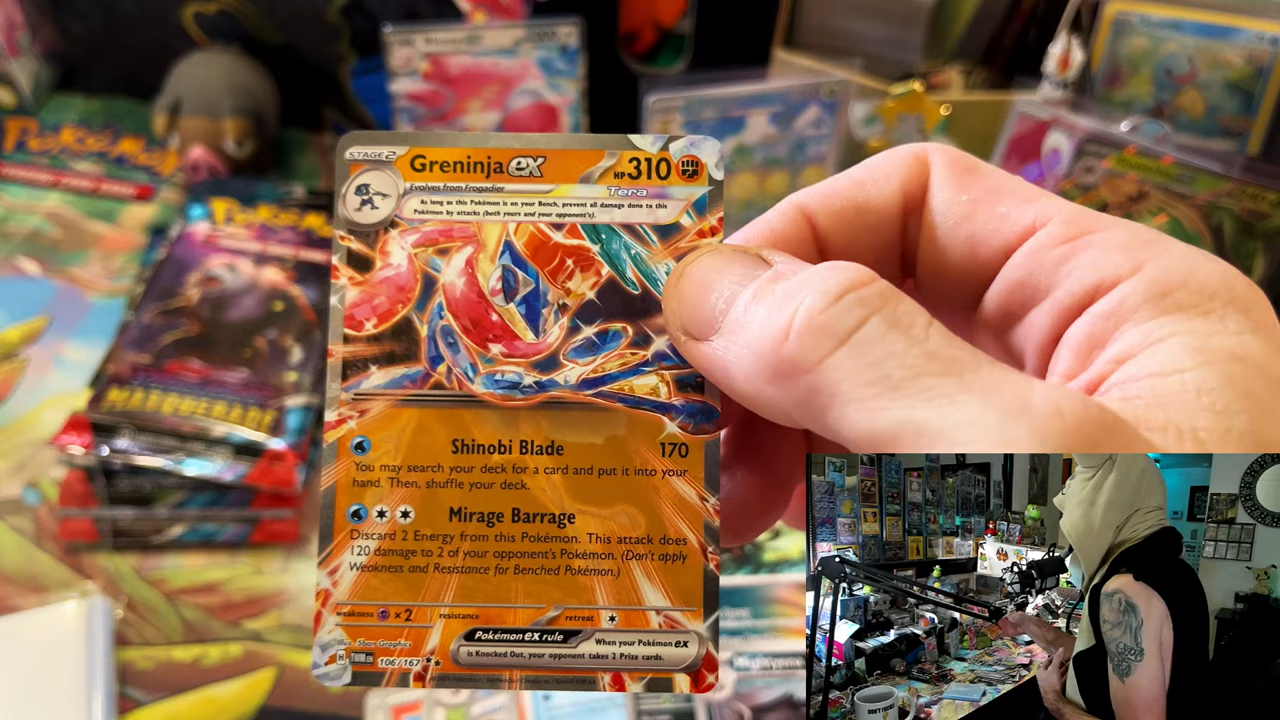 STAGE2
Greninja ex
HP 310
Evolves from Frogadier
Tera
As long as this Pokémon is on your Bench, prevent all damage done to this
Pokémon by attacks (both yours and your opponent's).
Shinobi Blade 170
You may search your deck for a card and put it into your
hand. Then, shuffle your deck.
Mirage Barrage
Discard 2 Energy from this Pokémon. This attack does
120 damage to 2 of your opponent's Pokémon. (Don't apply
Weakness and Resistance for Benched Pokémon.)
weakness ×2 resistance retreat
Pokémon ex rule
When your Pokémon ex
is Knocked Out, your opponent takes 2 Prize cards.
Illus. 5ban Graphics
H
106/167
POKÉMON
POKÉMON
MASQUERADE